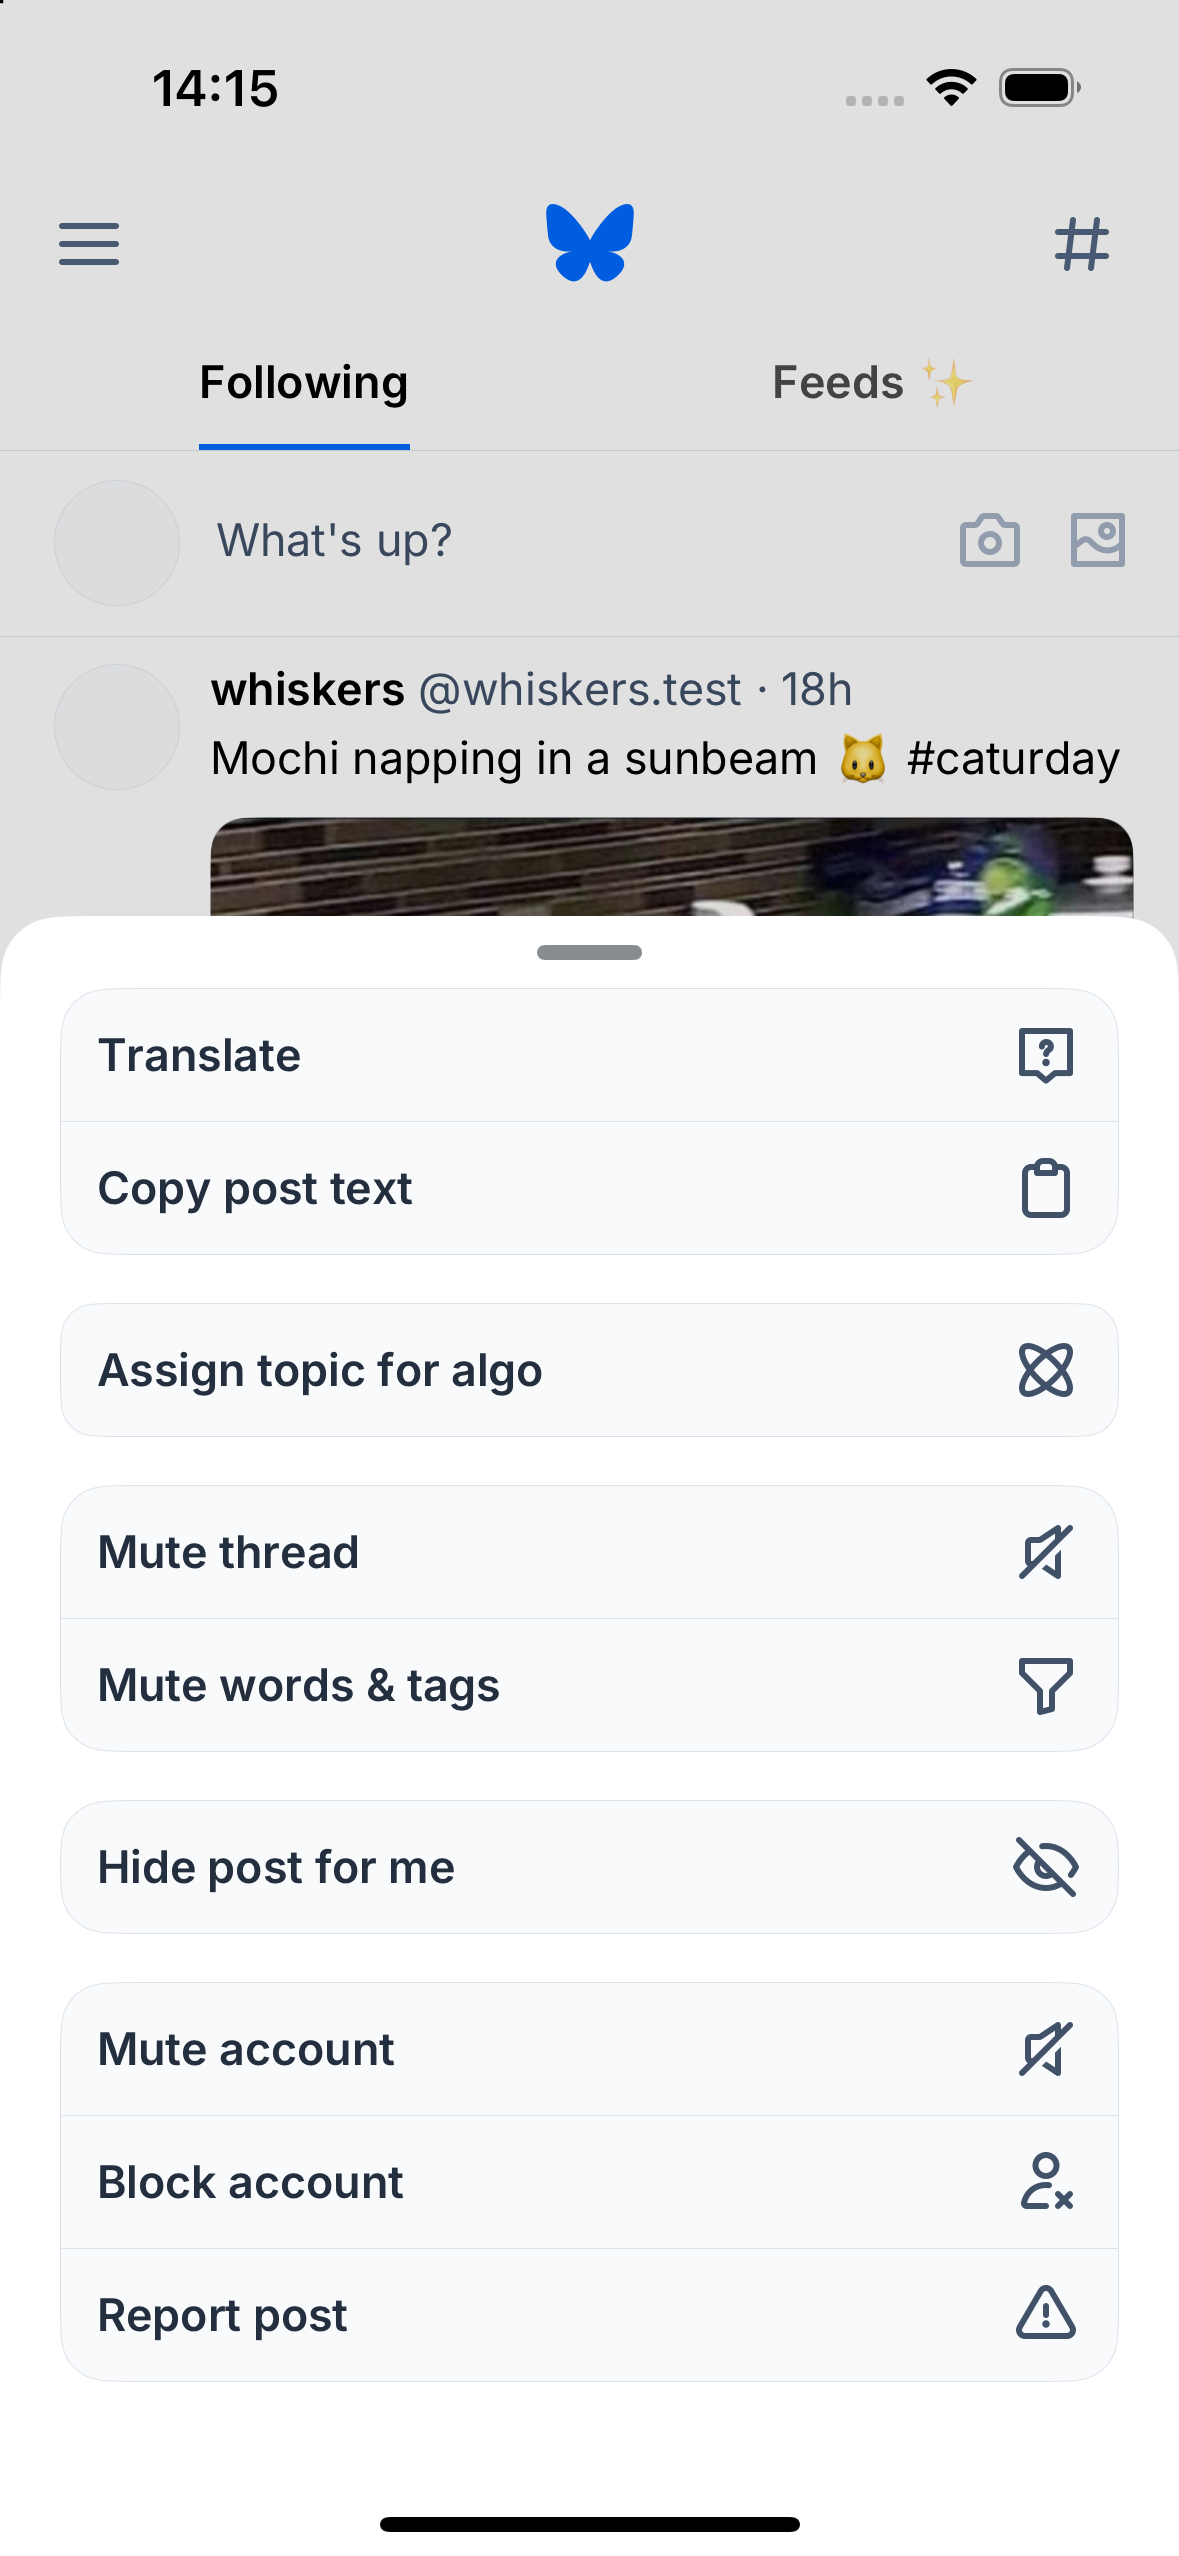 14:15
Following
Feeds ✨
What's up?
whiskers @whiskers.test · 18h
Mochi napping in a sunbeam 🐱 #caturday
Translate
Copy post text
Assign topic for algo
Mute thread
Mute words & tags
Hide post for me
Mute account
Block account
Report post